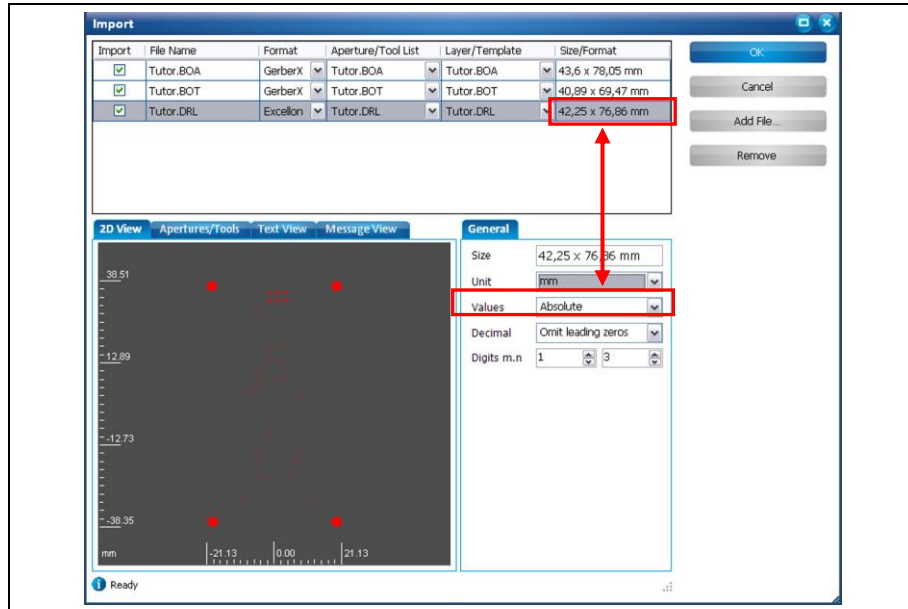 Import
Import File Name Format Aperture/Tool List Layer/Template Size/Format
Tutor.BOA GerberX Tutor.BOA Tutor.BOA 43,6 x 78,05 mm
Tutor.BOT GerberX Tutor.BOT Tutor.BOT 40,89 x 69,47 mm
Tutor.DRL Excellon Tutor.DRL Tutor.DRL 42,25 x 76,86 mm
OK
Cancel
Add File...
Remove
2D View Apertures/Tools Text View Message View
38.51
12.89
-12.73
-38.35
mm -21.13 0.00 21.13
General
Size 42,25 x 76,86 mm
Unit mm
Values Absolute
Decimal Omit leading zeros
Digits m.n 1 3
Ready